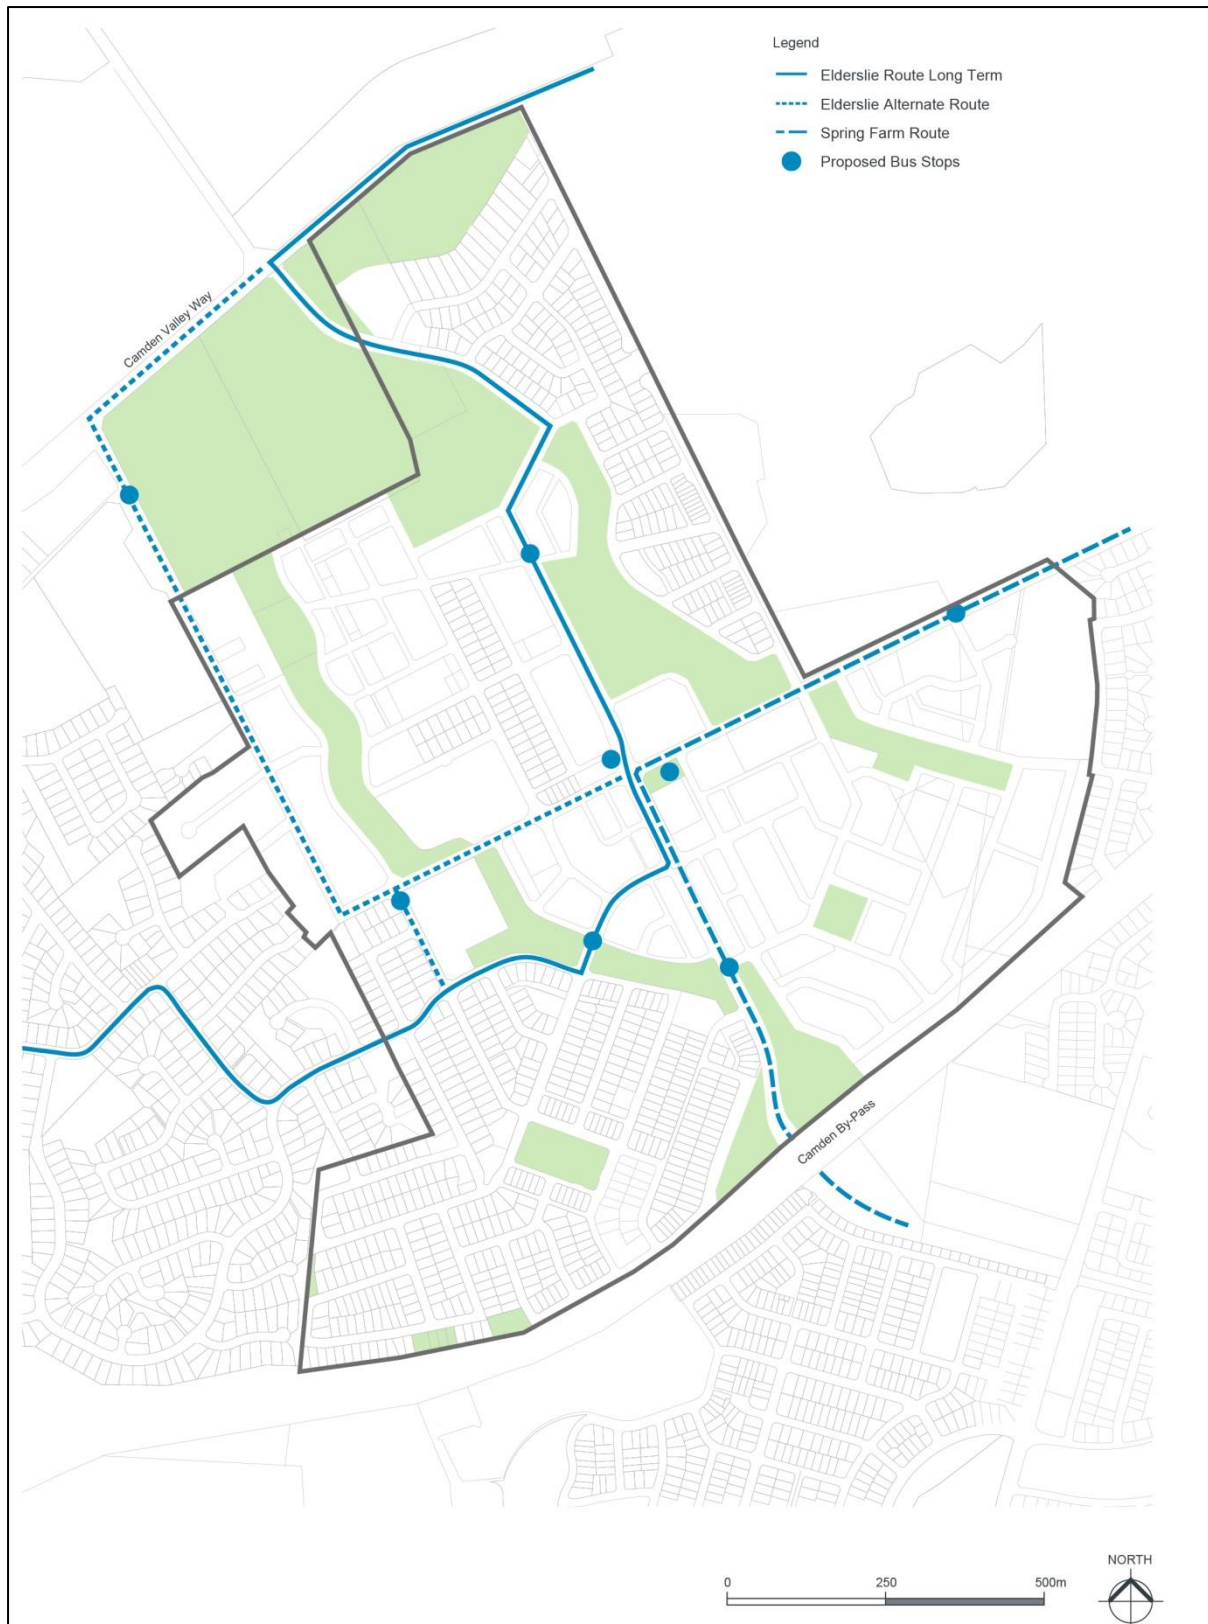 Legend
Elderslie Route Long Term
Elderslie Alternate Route
Spring Farm Route
Proposed Bus Stops
Camden Valley Way
Camden By-Pass
NORTH
0 250 500m